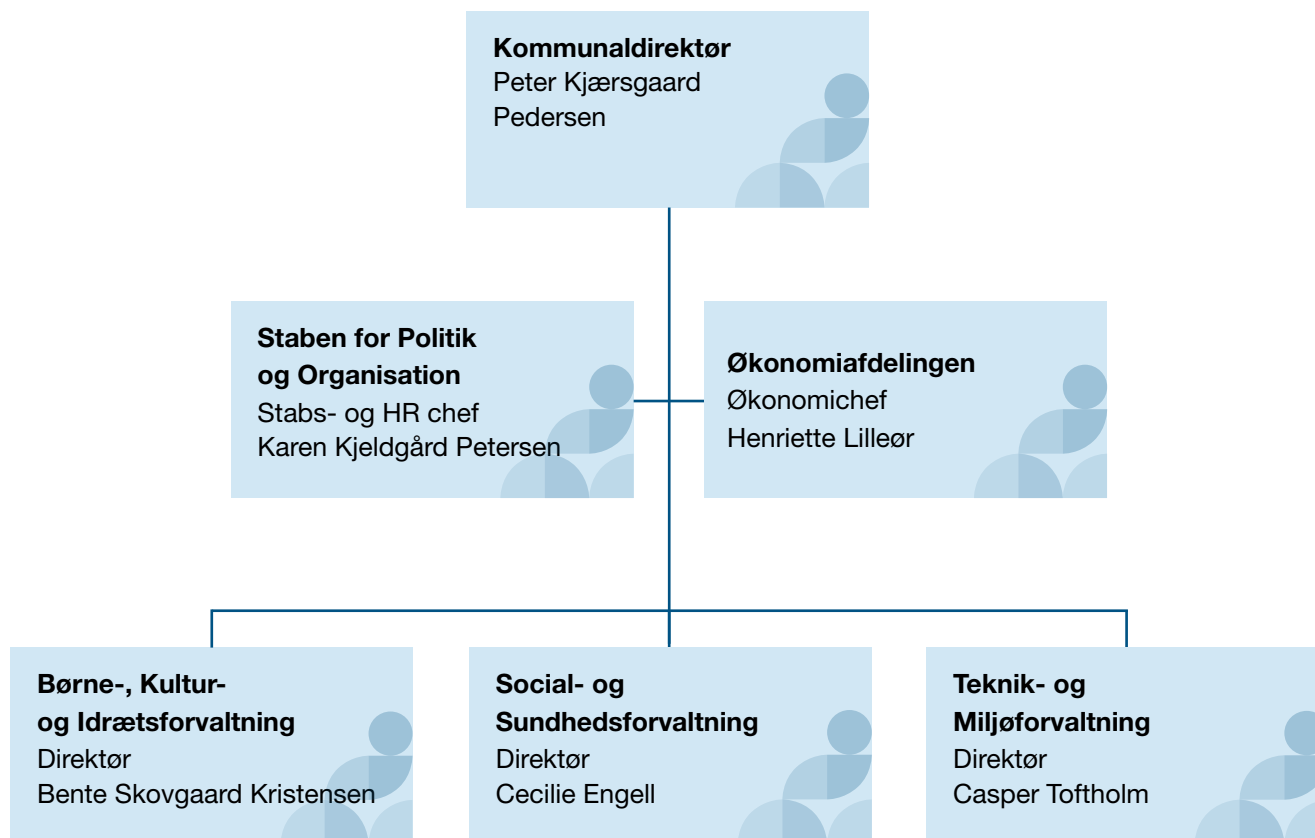 Kommunaldirektør
Peter Kjærsgaard
Pedersen
Staben for Politik
og Organisation
Stabs- og HR chef
Karen Kjeldgård Petersen
Økonomiafdelingen
Økonomichef
Henriette Lilleør
Børne-, Kultur-
og Idrætsforvaltning
Direktør
Bente Skovgaard Kristensen
Social- og
Sundhedsforvaltning
Direktør
Cecilie Engell
Teknik- og
Miljøforvaltning
Direktør
Casper Toftholm